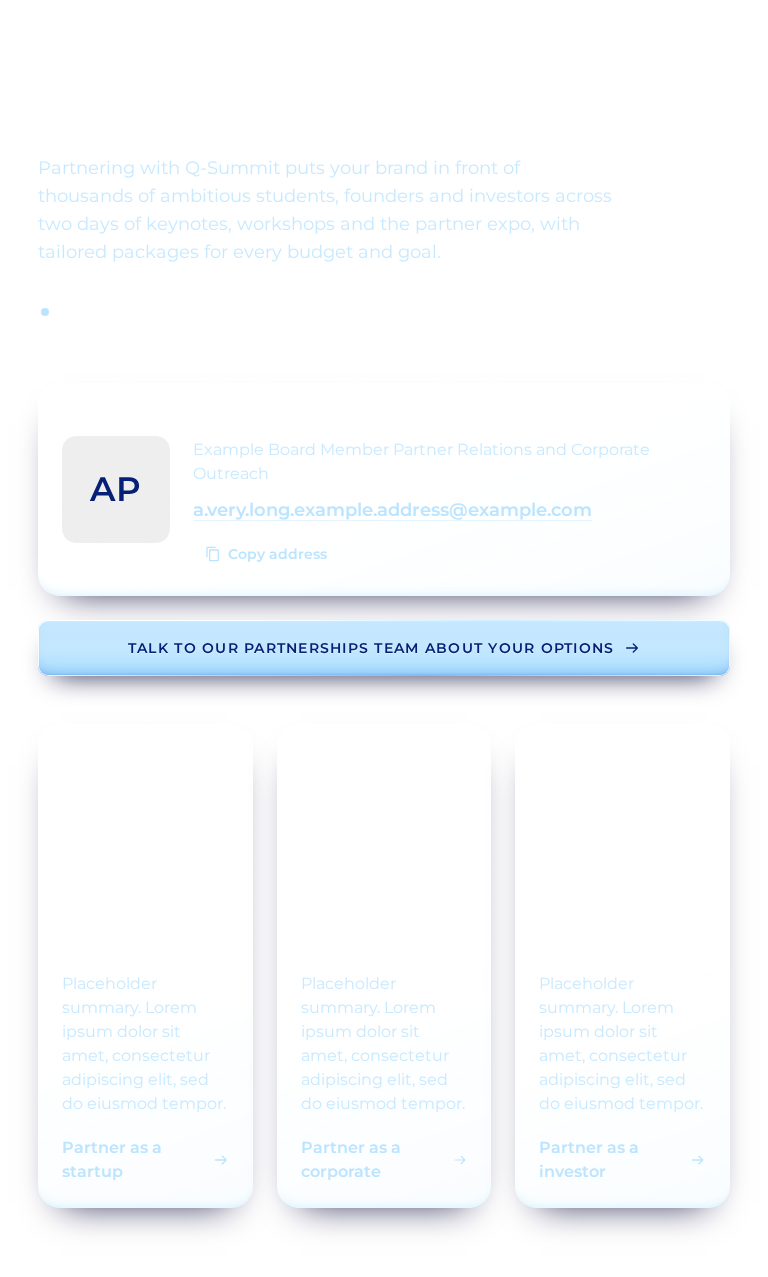 Partnering with Q-Summit puts your brand in front of
thousands of ambitious students, founders and investors across
two days of keynotes, workshops and the partner expo, with
tailored packages for every budget and goal.
AP
Example Board Member Partner Relations and Corporate
Outreach
a.very.long.example.address@example.com
Copy address
TALK TO OUR PARTNERSHIPS TEAM ABOUT YOUR OPTIONS
Placeholder
summary. Lorem
ipsum dolor sit
amet, consectetur
adipiscing elit, sed
do eiusmod tempor.
Partner as a
startup
Placeholder
summary. Lorem
ipsum dolor sit
amet, consectetur
adipiscing elit, sed
do eiusmod tempor.
Partner as a
corporate
Placeholder
summary. Lorem
ipsum dolor sit
amet, consectetur
adipiscing elit, sed
do eiusmod tempor.
Partner as a
investor